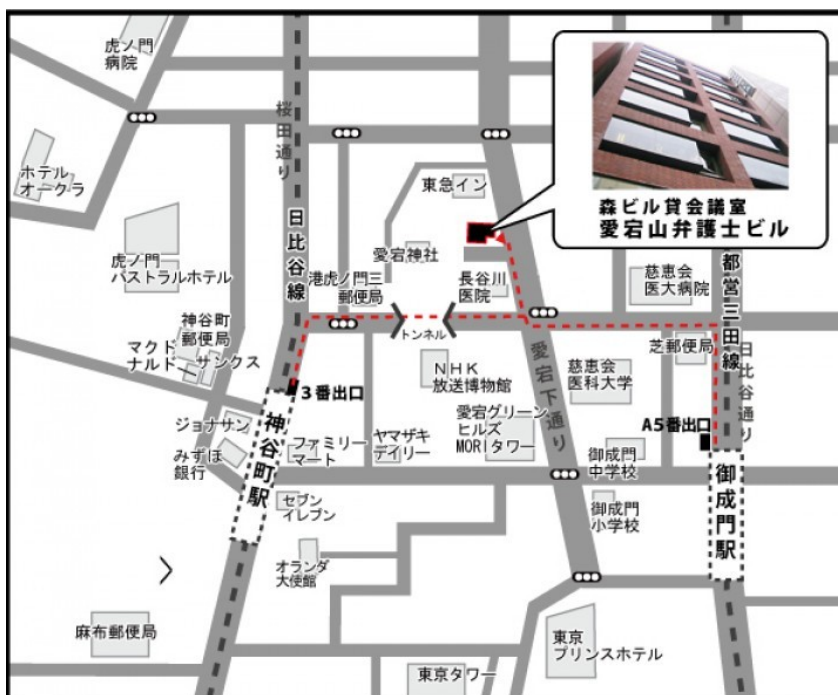 虎ノ門
病院
桜田通り
ホテル
オークラ
東急イン
森ビル貸会議室
愛宕山弁護士ビル
日比谷線
虎ノ門
パストラルホテル
愛宕神社
港虎ノ門三
郵便局
長谷川
医院
慈恵会
医大病院
都営三田線
日比谷通り
神谷町
郵便局
マクド
ナルド
サンクス
トンネル
NHK
放送博物館
愛宕下通り
慈恵会
医科大学
芝郵便局
3番出口
神谷町駅
ジョナサン
みずほ
銀行
ファミリー
マート
ヤマザキ
デイリー
愛宕グリーン
ヒルズ
MORIタワー
御成門
中学校
A5番出口
御成門駅
セブン
イレブン
御成門
小学校
オランダ
大使館
麻布郵便局
東京タワー
東京
プリンスホテル